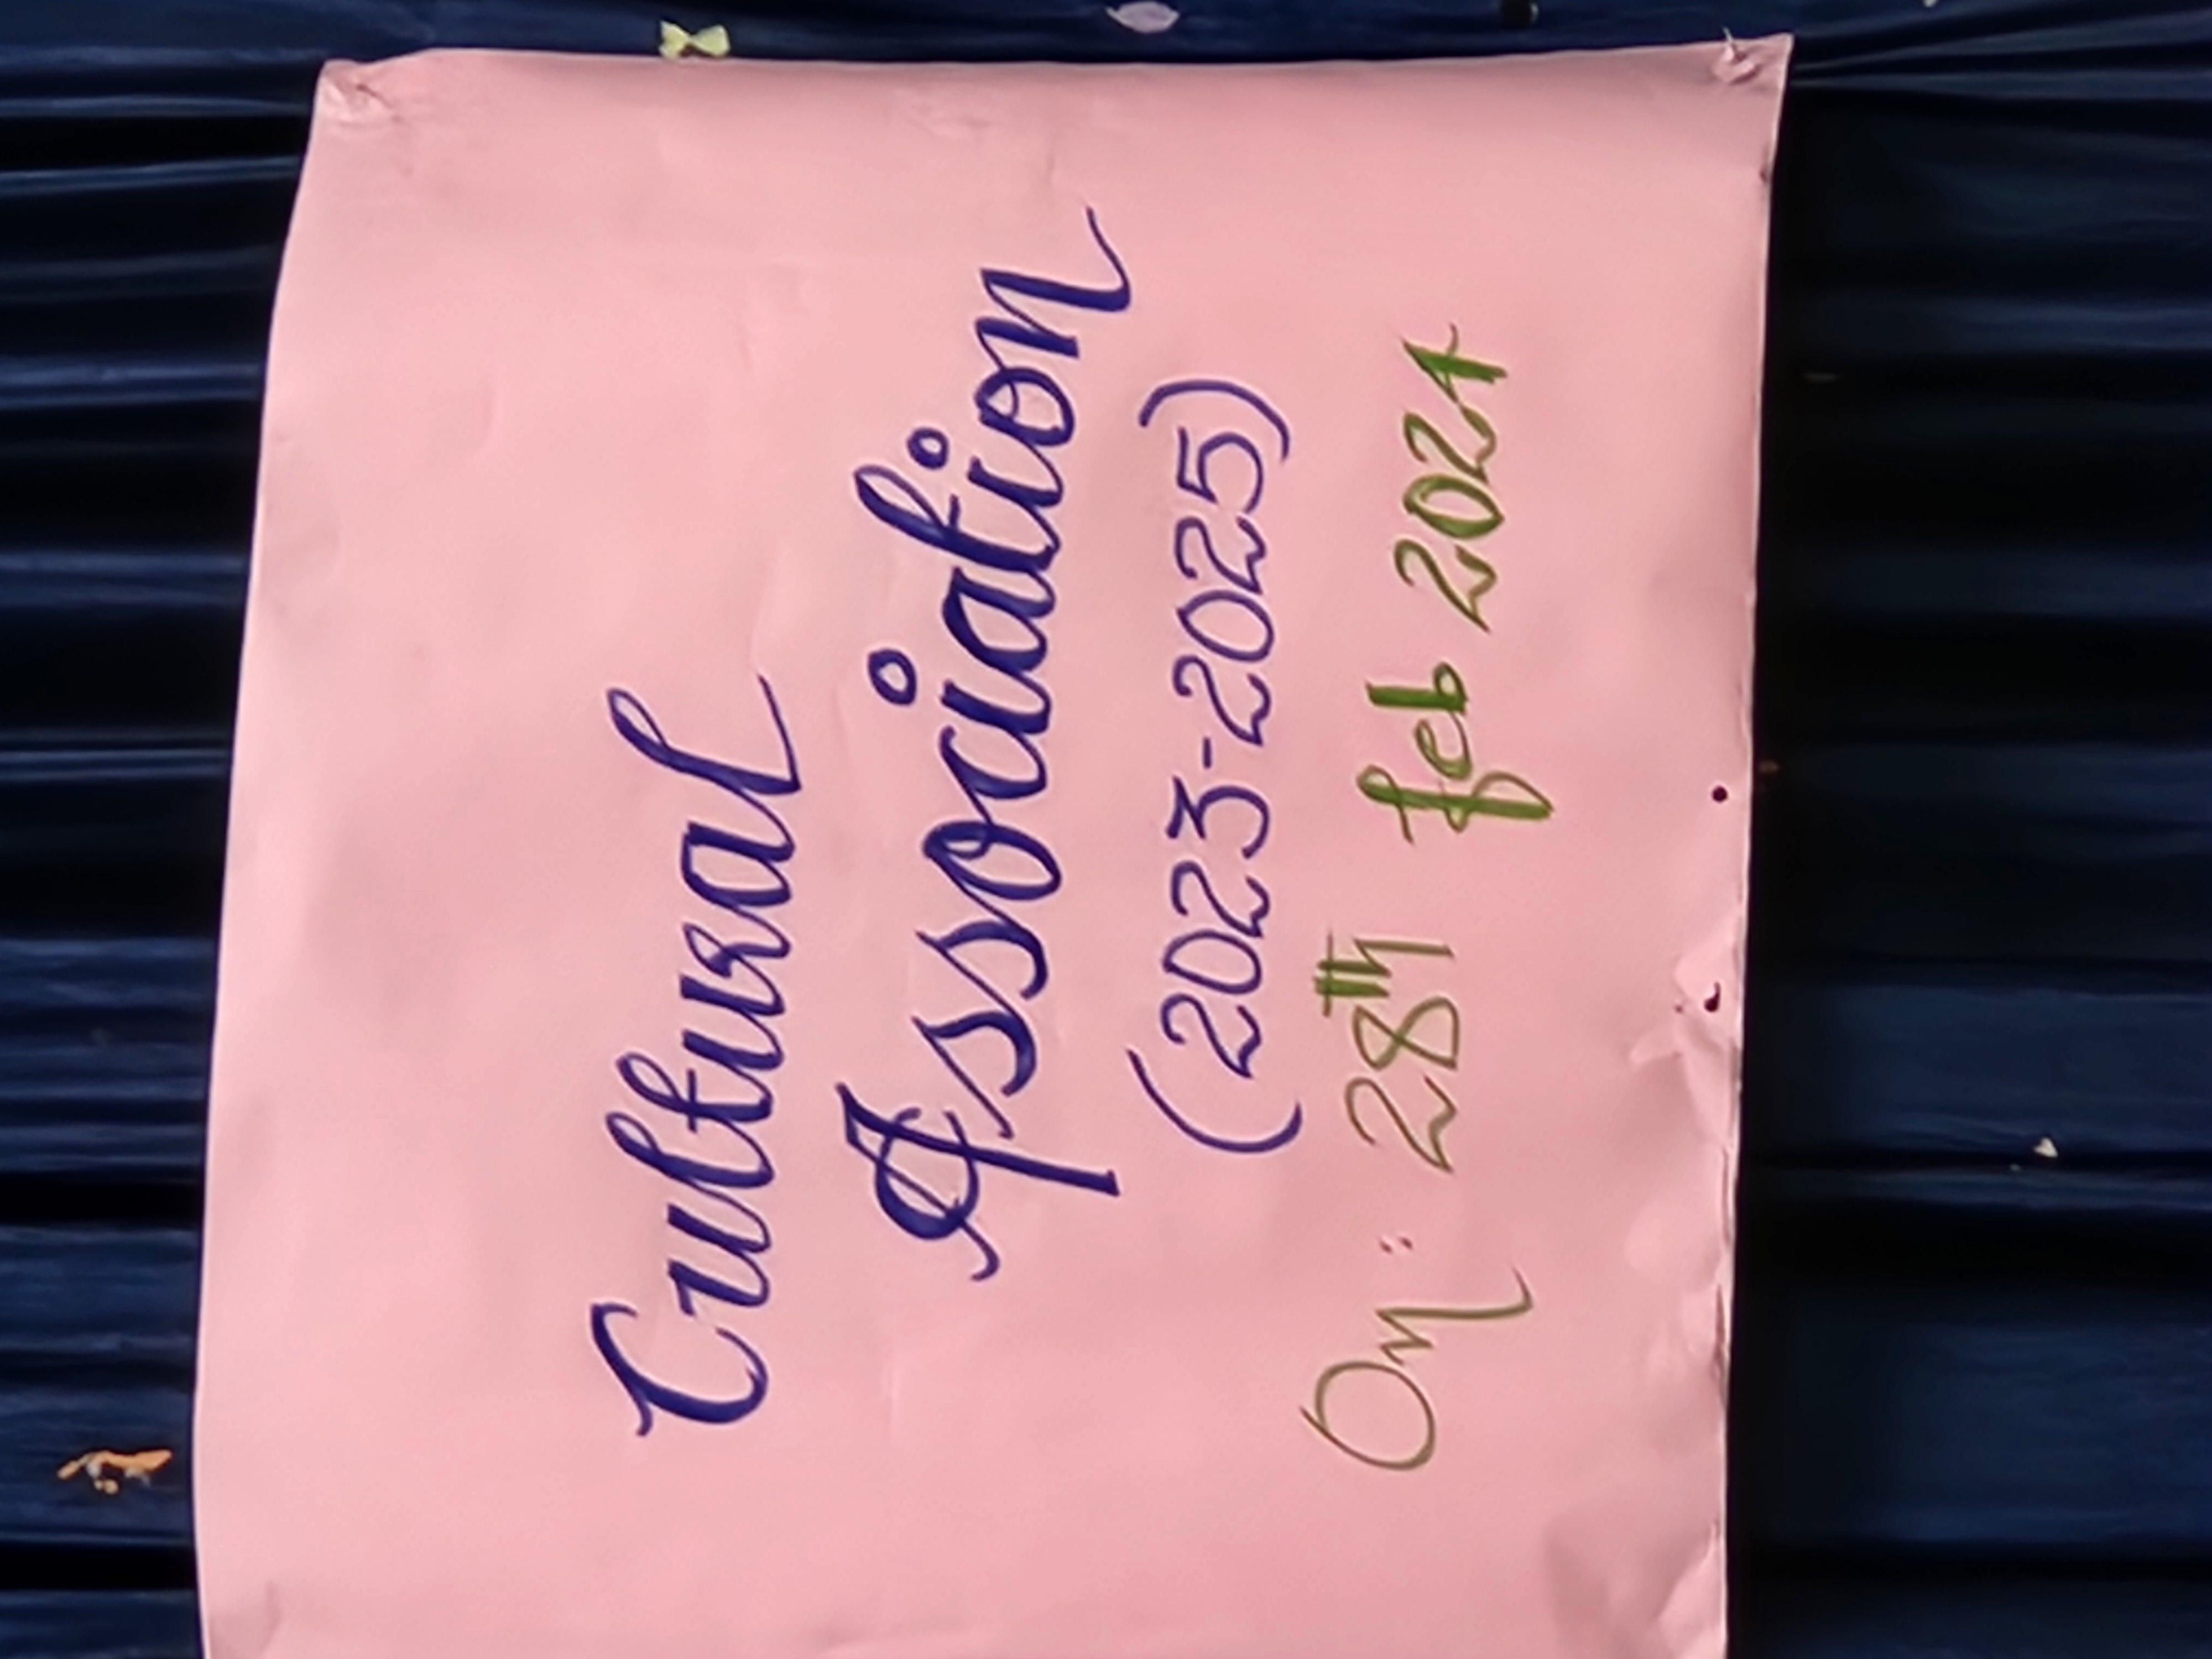 Cultural
Association
(2023-2025)
On: 28th feb 2024